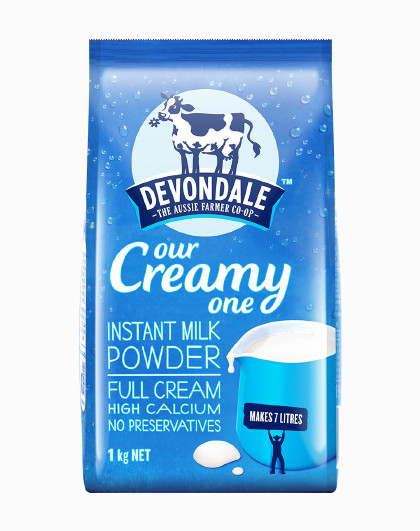 DEVONDALE
™
- THE AUSSIE FARMER CO-OP -
our
Creamy
one
INSTANT MILK
POWDER
FULL CREAM
HIGH CALCIUM
NO PRESERVATIVES
MAKES 7 LITRES
1 kg NET